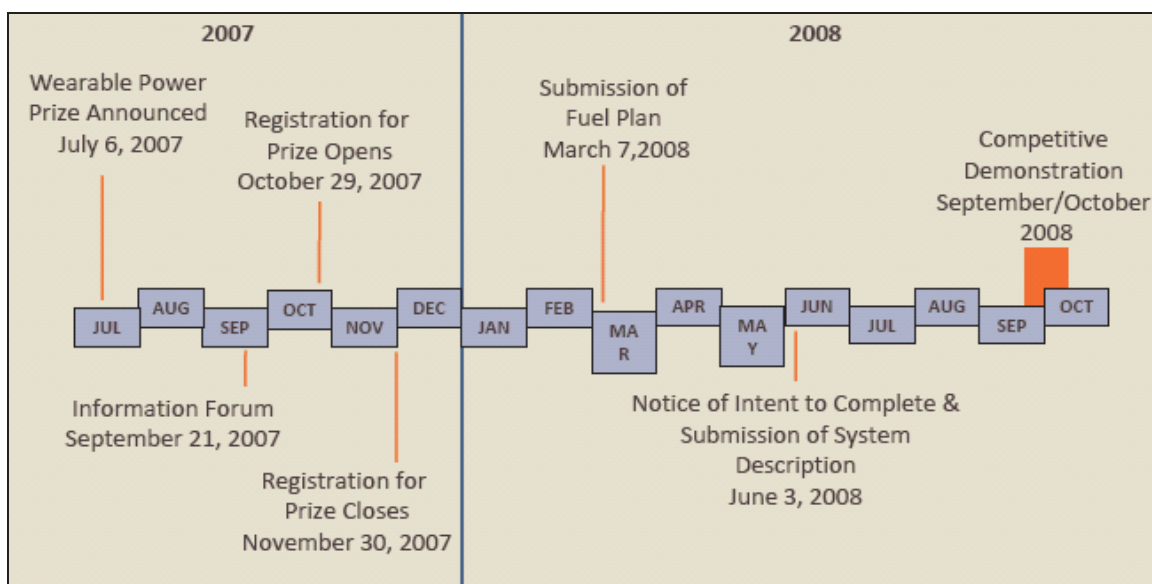 2007
2008
Wearable Power
Prize Announced
July 6, 2007
Registration for
Prize Opens
October 29, 2007
Submission of
Fuel Plan
March 7,2008
Competitive
Demonstration
September/October
2008
JUL
AUG
SEP
OCT
NOV
DEC
JAN
FEB
MA
R
APR
MA
Y
JUN
JUL
AUG
SEP
OCT
Information Forum
September 21, 2007
Registration for
Prize Closes
November 30, 2007
Notice of Intent to Complete &
Submission of System
Description
June 3, 2008